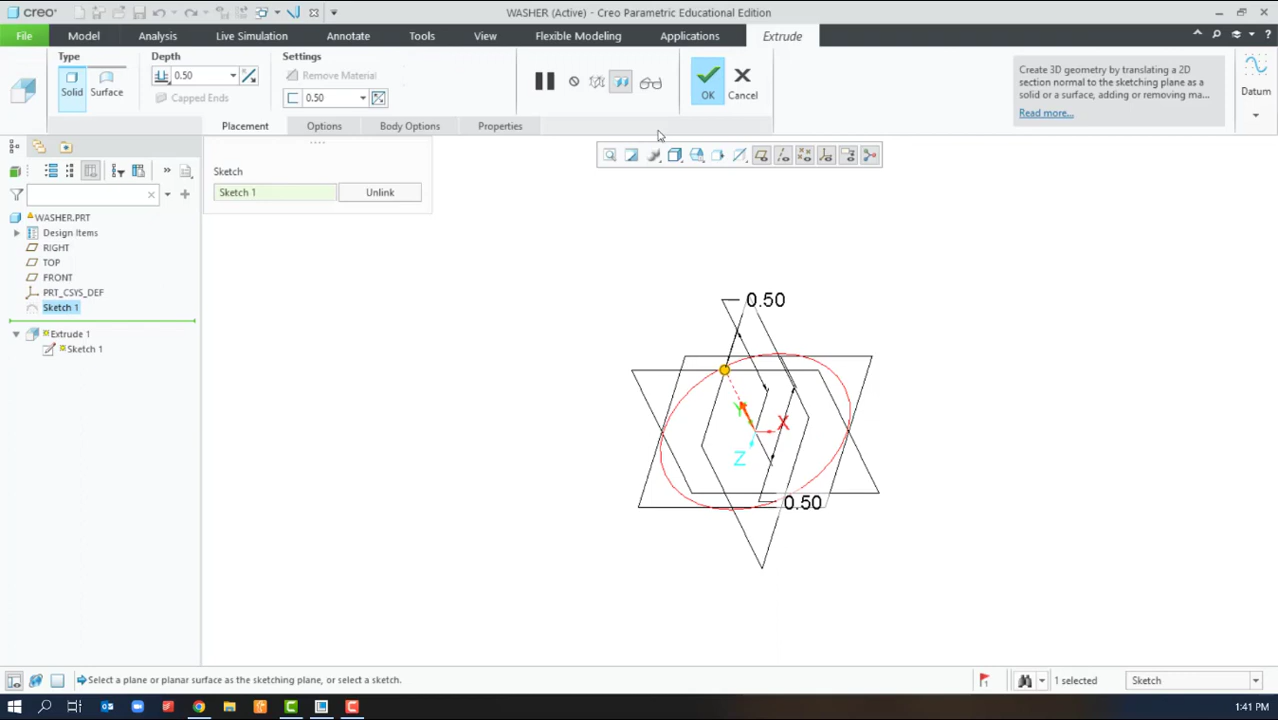 creo
WASHER (Active) - Creo Parametric Educational Edition
File Model Analysis Live Simulation Annotate Tools View Flexible Modeling Applications Extrude
Type Depth Settings
Solid Surface
0.50
Capped Ends
Remove Material
0.50
OK Cancel
Create 3D geometry by translating a 2D
section normal to the sketching plane as a
solid or a surface, adding or removing ma...
Read more...
Datum
Placement Options Body Options Properties
Sketch
Sketch 1 Unlink
WASHER.PRT
Design Items
RIGHT
TOP
FRONT
PRT_CSYS_DEF
Sketch 1
Extrude 1
Sketch 1
0.50
Y
X
Z
0.50
Select a plane or planar surface as the sketching plane, or select a sketch.
1 selected
Sketch
1:41 PM